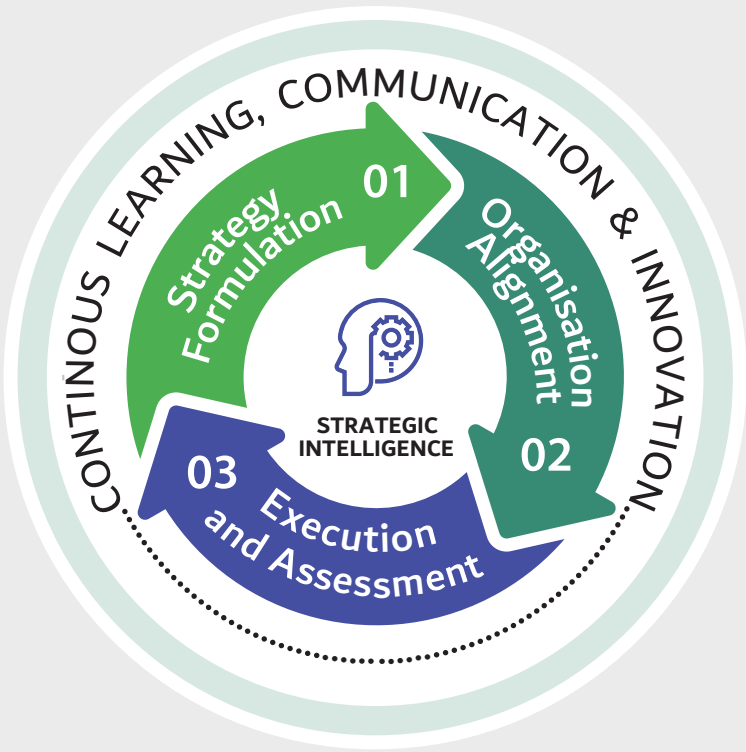 CONTINOUS LEARNING, COMMUNICATION & INNOVATION
01
Strategy
Formulation
Organisation
Alignment
02
03
Execution
and Assessment
STRATEGIC
INTELLIGENCE